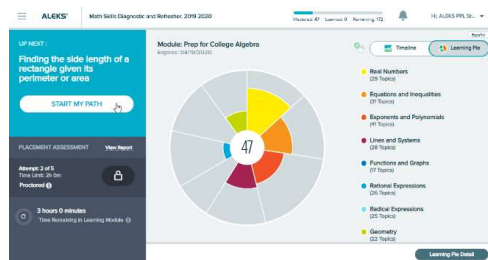 ALEKS®
Math Skills Diagnostic and Refresher, 2019 2020
Mastered 47 Learned 0 Remaining 172
Hi, ALEKS PPL St...
Español
UP NEXT :
Finding the side length of a
rectangle given its
perimeter or area
START MY PATH
PLACEMENT ASSESSMENT
View Report
Attempt: 2 of 5
Time Limit: 2h 0m
Proctored
3 hours 0 minutes
Time Remaining in Learning Module
Module: Prep for College Algebra
Expires: 04/10/2020
Timeline
Learning Pie
47
Real Numbers
(29 Topics)
Equations and Inequalities
(31 Topics)
Exponents and Polynomials
(41 Topics)
Lines and Systems
(28 Topics)
Functions and Graphs
(17 Topics)
Rational Expressions
(26 Topics)
Radical Expressions
(25 Topics)
Geometry
(22 Topics)
Learning Pie Detail